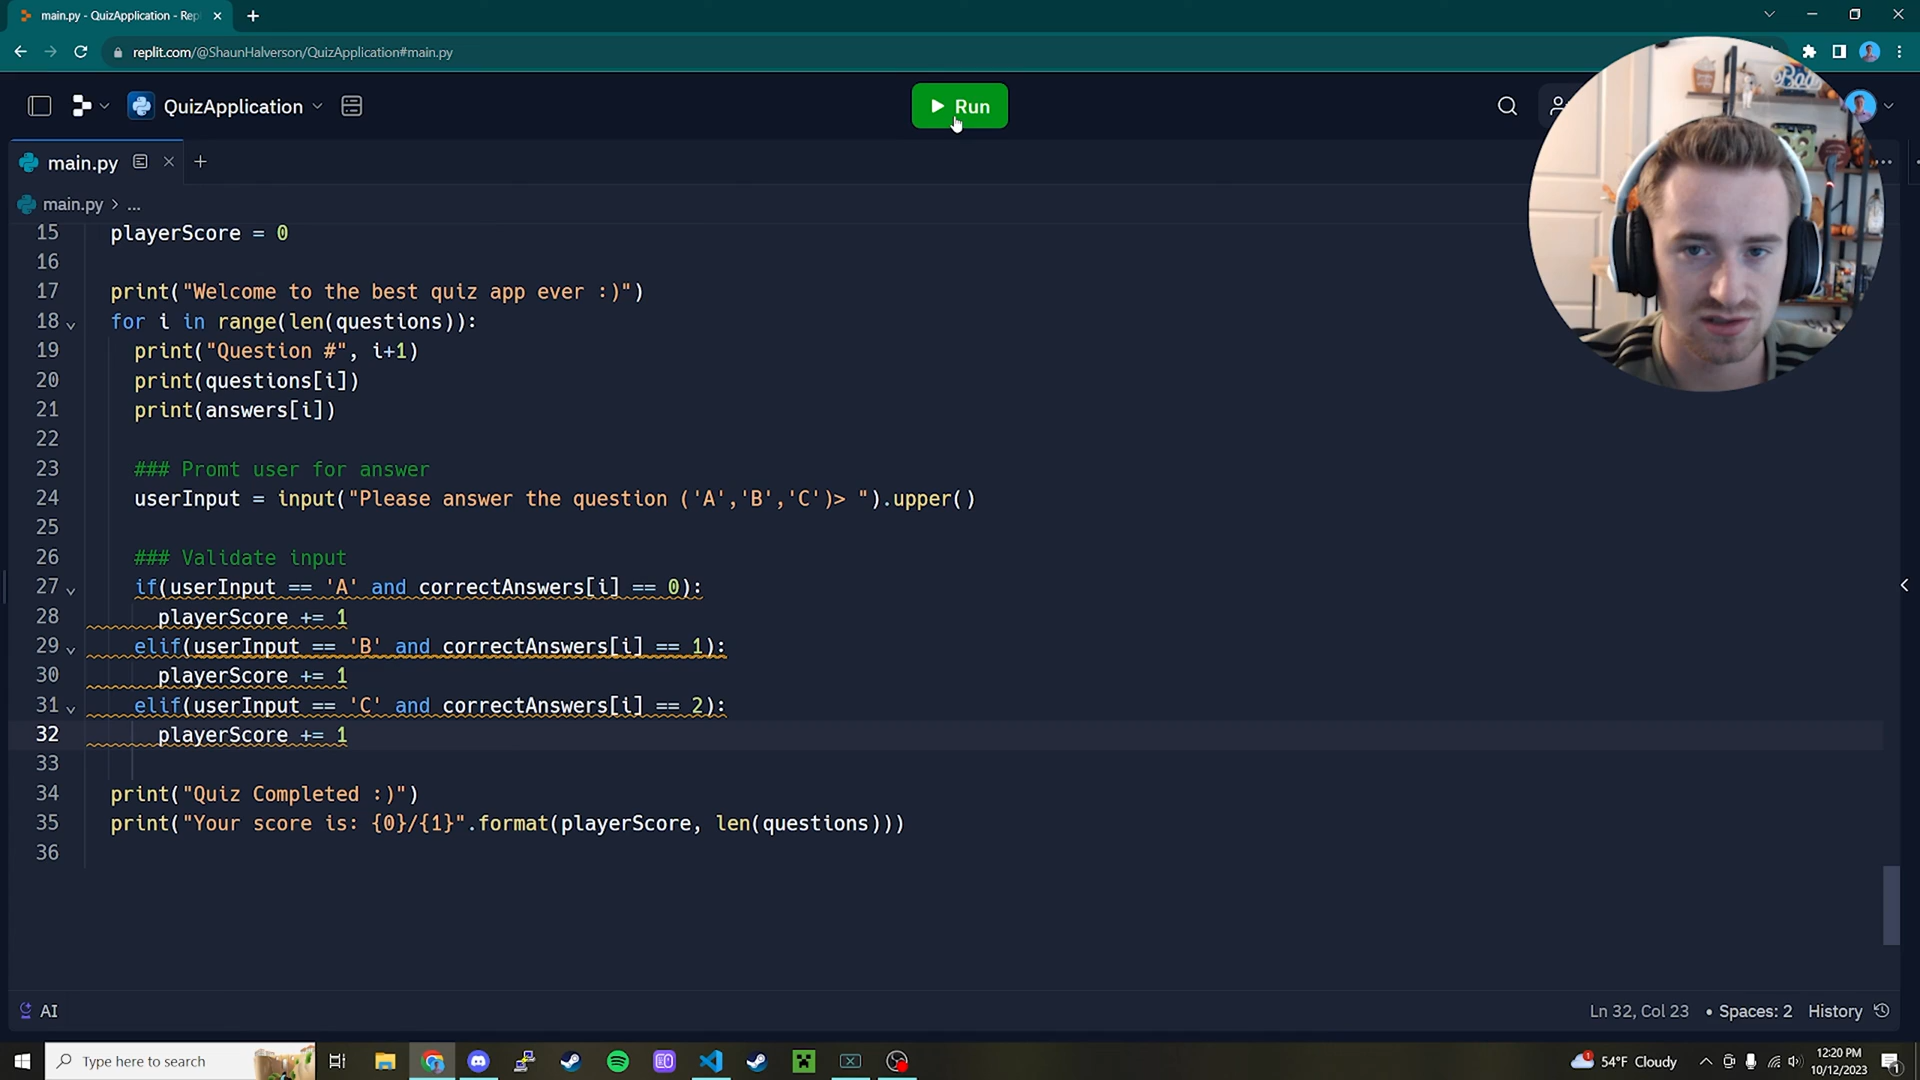 main.py - QuizApplication - Repl
replit.com/@ShaunHalverson/QuizApplication#main.py
QuizApplication
Run
main.py
main.py > ...
15 playerScore = 0
16
17 print("Welcome to the best quiz app ever :)")
18 for i in range(len(questions)):
19 print("Question #", i+1)
20 print(questions[i])
21 print(answers[i])
22
23 ### Promt user for answer
24 userInput = input("Please answer the question ('A','B','C')> ").upper()
25
26 ### Validate input
27 if(userInput == 'A' and correctAnswers[i] == 0):
28 playerScore += 1
29 elif(userInput == 'B' and correctAnswers[i] == 1):
30 playerScore += 1
31 elif(userInput == 'C' and correctAnswers[i] == 2):
32 playerScore += 1
33
34 print("Quiz Completed :)")
35 print("Your score is: {0}/{1}".format(playerScore, len(questions)))
36
AI
Ln 32, Col 23 • Spaces: 2 History
Type here to search
54°F Cloudy
12:20 PM
10/12/2023